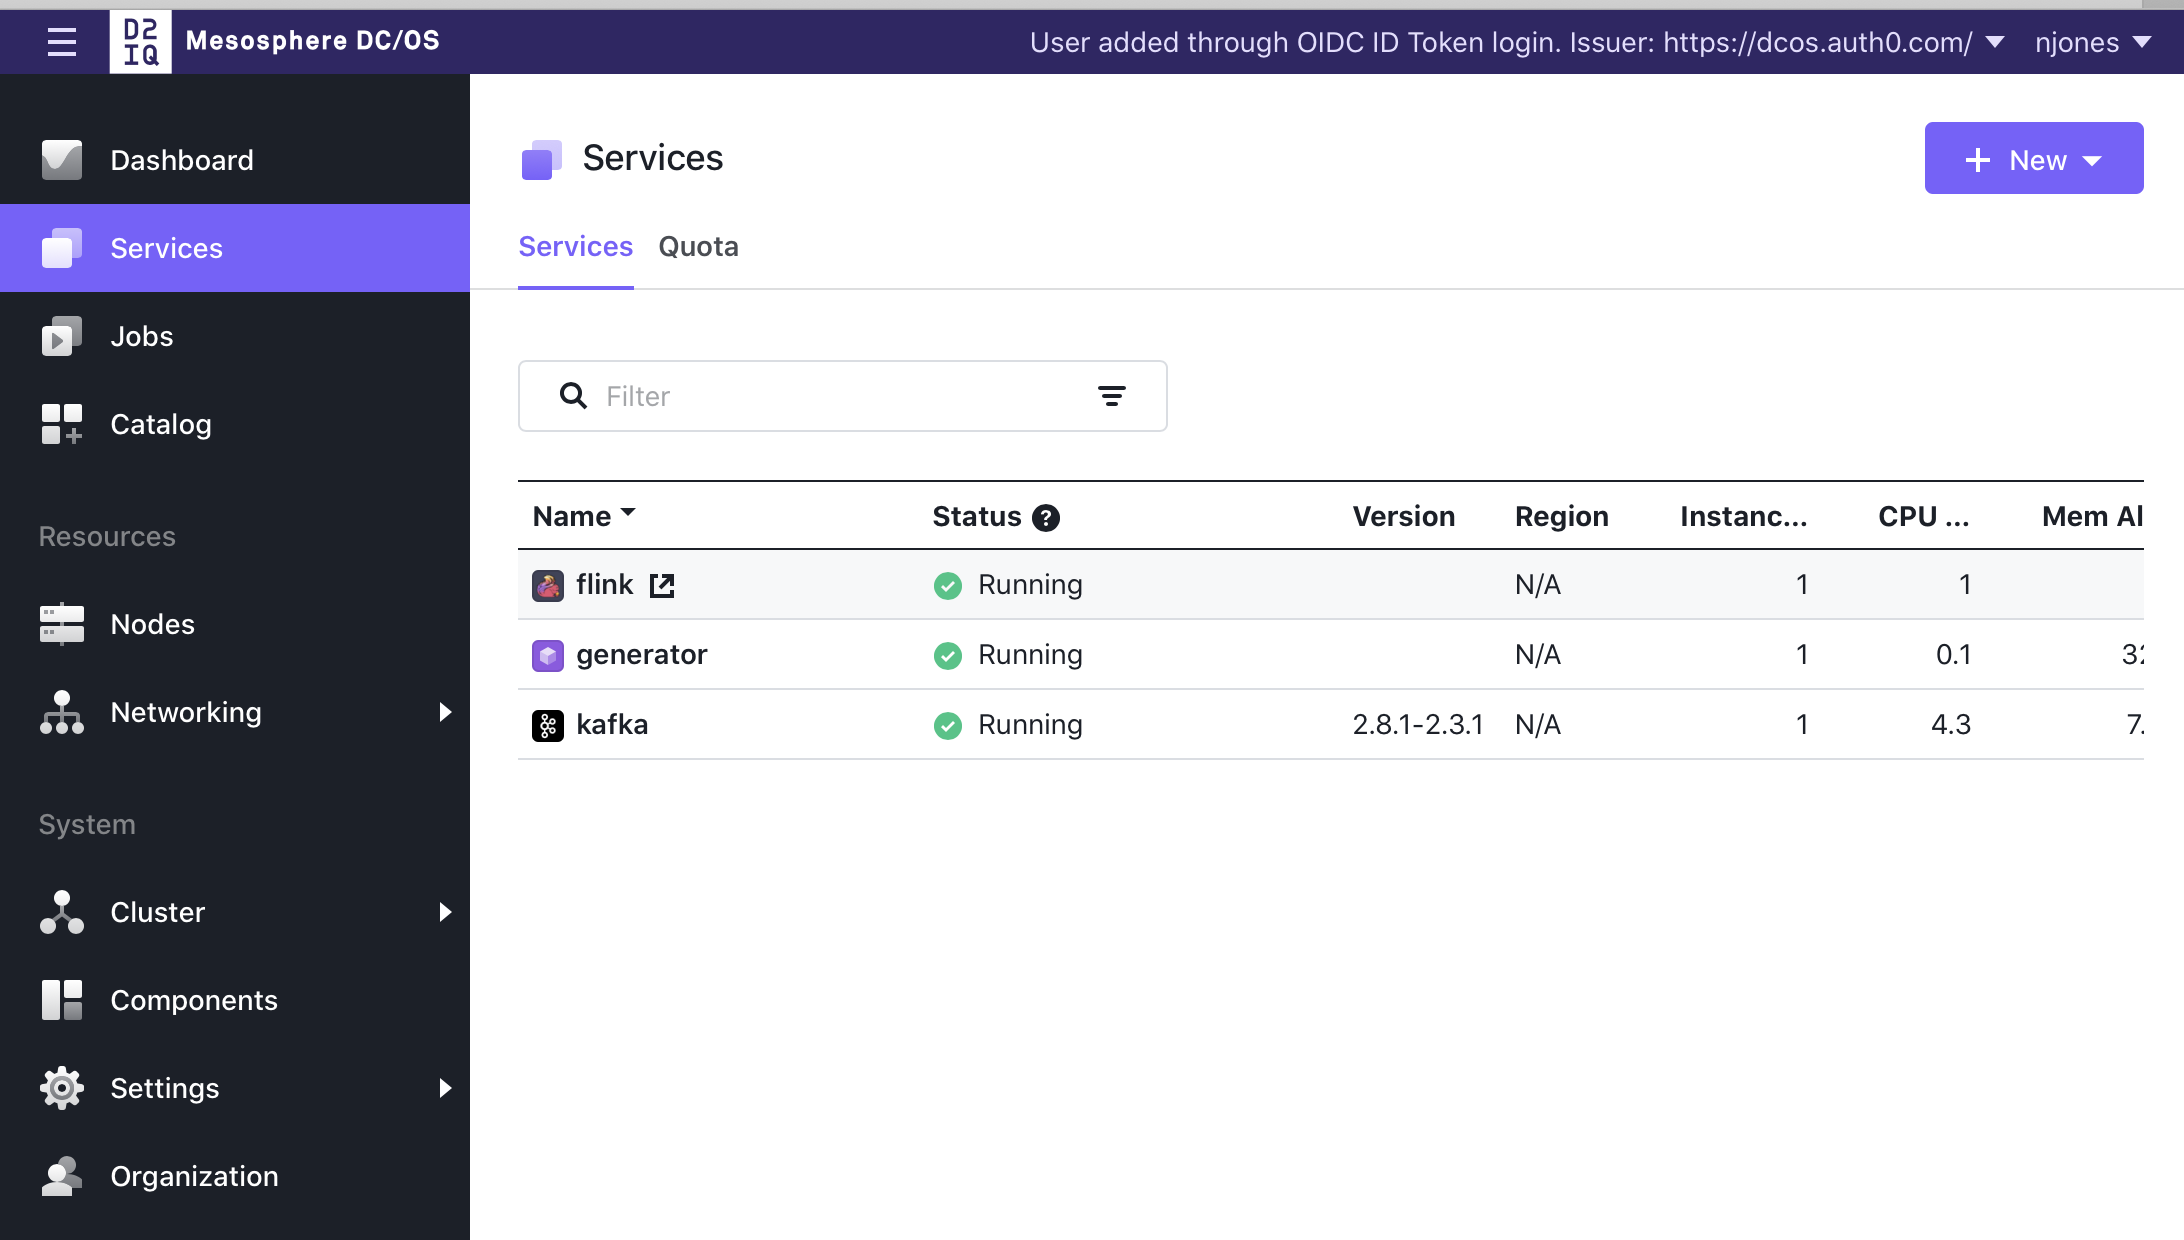 D2
IQ
Mesosphere DC/OS
User added through OIDC ID Token login. Issuer: https://dcos.auth0.com/
njones
Dashboard
Services
Jobs
Catalog
Resources
Nodes
Networking
System
Cluster
Components
Settings
Organization
Services
+ New
Services Quota
Filter
Name Status ? Version Region Instanc... CPU ... Mem Al
flink Running N/A 1 1
generator Running N/A 1 0.1
kafka Running 2.8.1-2.3.1 N/A 1 4.3 7.